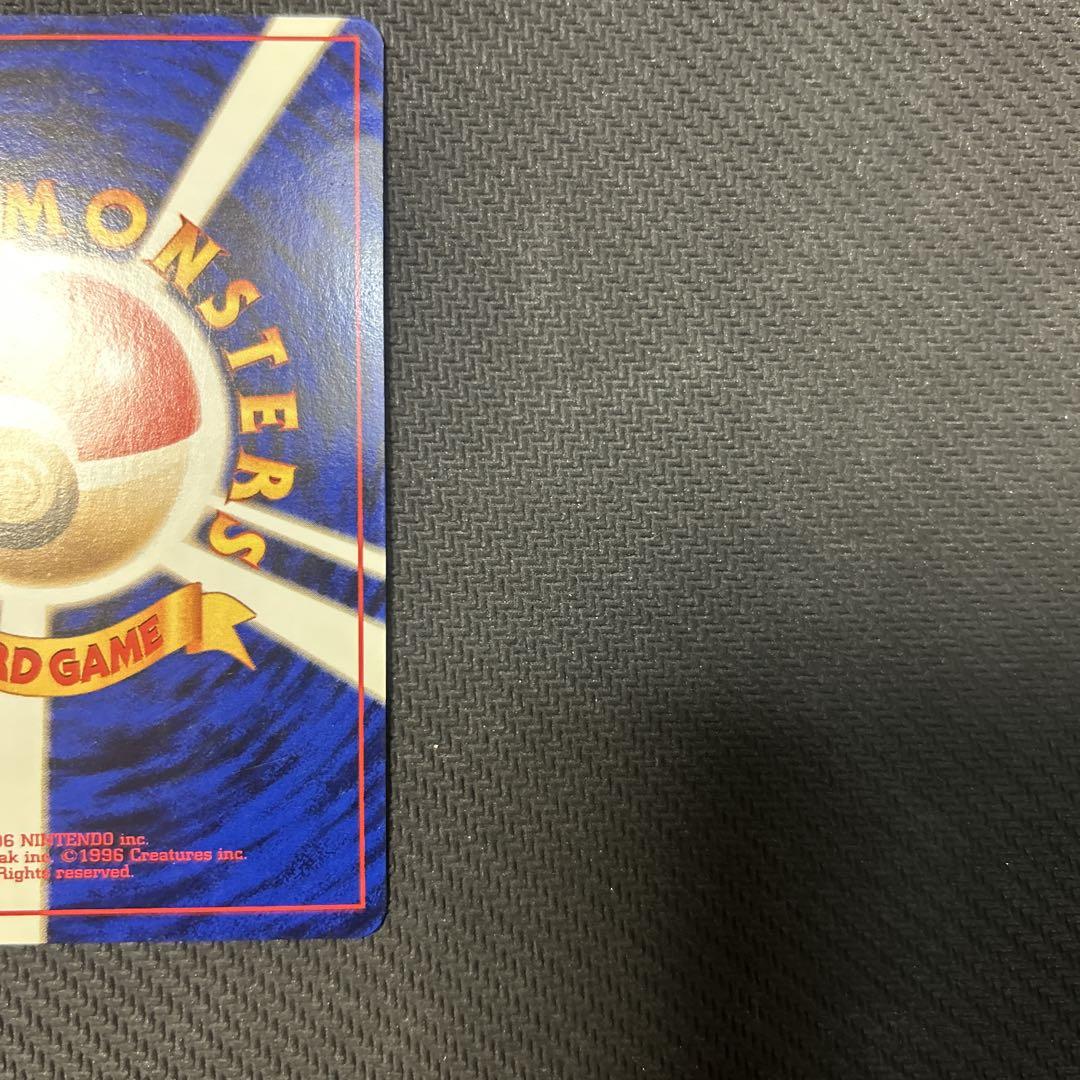 MONSTERS
RD GAME
96 NINTENDO inc.
ak inc. ©1996 Creatures inc.
Rights reserved.